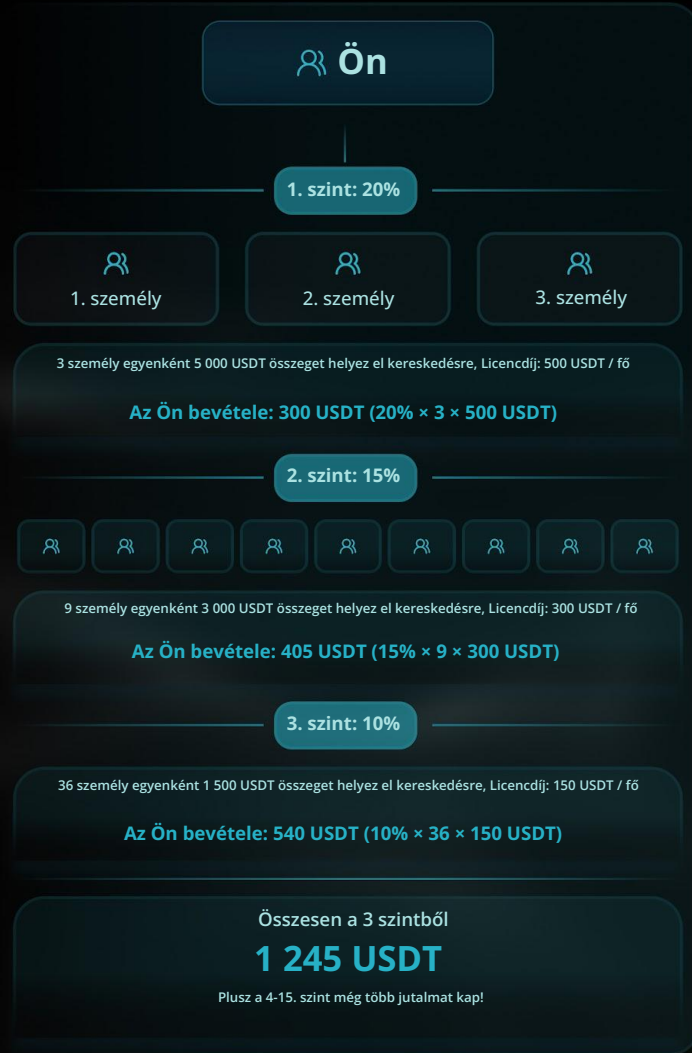 Ön
1. szint: 20%
1. személy
2. személy
3. személy
3 személy egyenként 5 000 USDT összeget helyez el kereskedésre, Licencdíj: 500 USDT / fő
Az Ön bevétele: 300 USDT (20% × 3 × 500 USDT)
2. szint: 15%
9 személy egyenként 3 000 USDT összeget helyez el kereskedésre, Licencdíj: 300 USDT / fő
Az Ön bevétele: 405 USDT (15% × 9 × 300 USDT)
3. szint: 10%
36 személy egyenként 1 500 USDT összeget helyez el kereskedésre, Licencdíj: 150 USDT / fő
Az Ön bevétele: 540 USDT (10% × 36 × 150 USDT)
Összesen a 3 szintből
1 245 USDT
Plusz a 4-15. szint még több jutalmat kap!